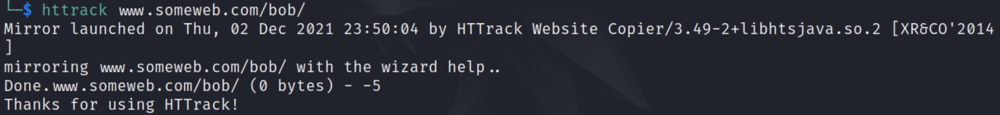 └─$ httrack www.someweb.com/bob/
Mirror launched on Thu, 02 Dec 2021 23:50:04 by HTTrack Website Copier/3.49-2+libhtsjava.so.2 [XR&CO'2014
]
mirroring www.someweb.com/bob/ with the wizard help..
Done.www.someweb.com/bob/ (0 bytes) - -5
Thanks for using HTTrack!